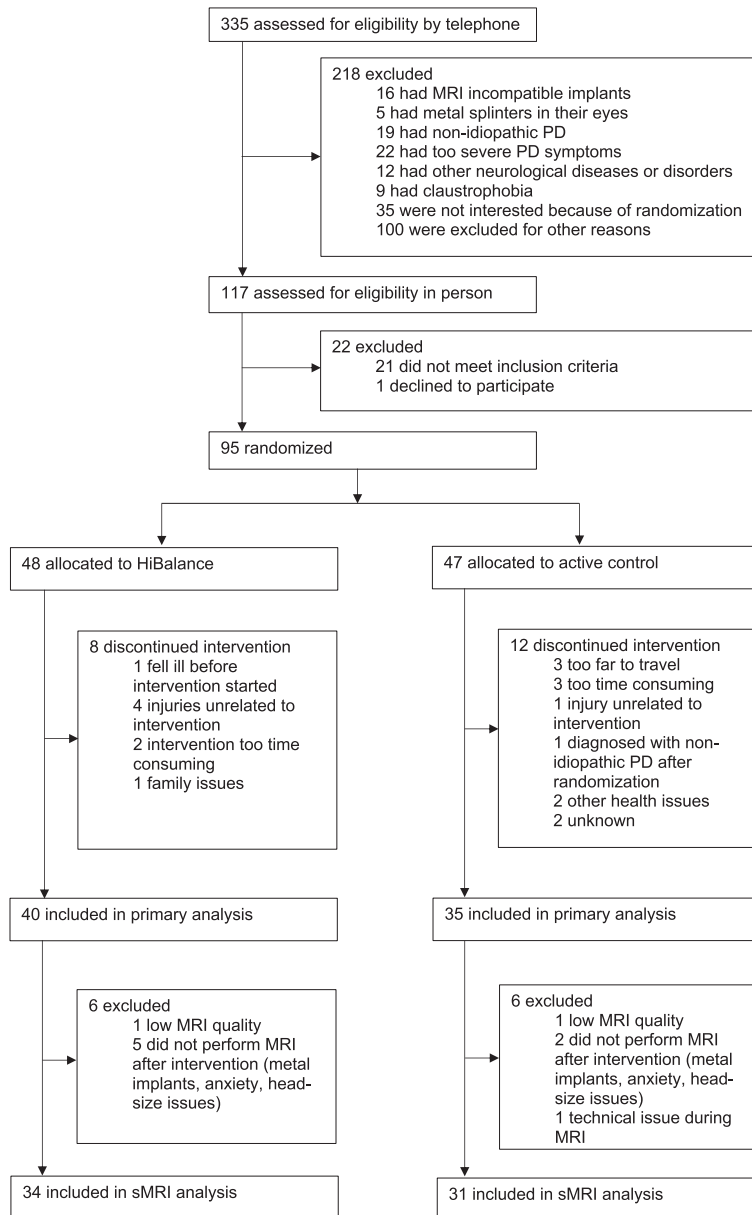 335 assessed for eligibility by telephone
218 excluded
16 had MRI incompatible implants
5 had metal splinters in their eyes
19 had non-idiopathic PD
22 had too severe PD symptoms
12 had other neurological diseases or disorders
9 had claustrophobia
35 were not interested because of randomization
100 were excluded for other reasons
117 assessed for eligibility in person
22 excluded
21 did not meet inclusion criteria
1 declined to participate
95 randomized
48 allocated to HiBalance
8 discontinued intervention
1 fell ill before
intervention started
4 injuries unrelated to
intervention
2 intervention too time
consuming
1 family issues
40 included in primary analysis
6 excluded
1 low MRI quality
5 did not perform MRI
after intervention (metal
implants, anxiety, head-
size issues)
34 included in sMRI analysis
47 allocated to active control
12 discontinued intervention
3 too far to travel
3 too time consuming
1 injury unrelated to
intervention
1 diagnosed with non-
idiopathic PD after
randomization
2 other health issues
2 unknown
35 included in primary analysis
6 excluded
1 low MRI quality
2 did not perform MRI
after intervention (metal
implants, anxiety, head-
size issues)
1 technical issue during
MRI
31 included in sMRI analysis